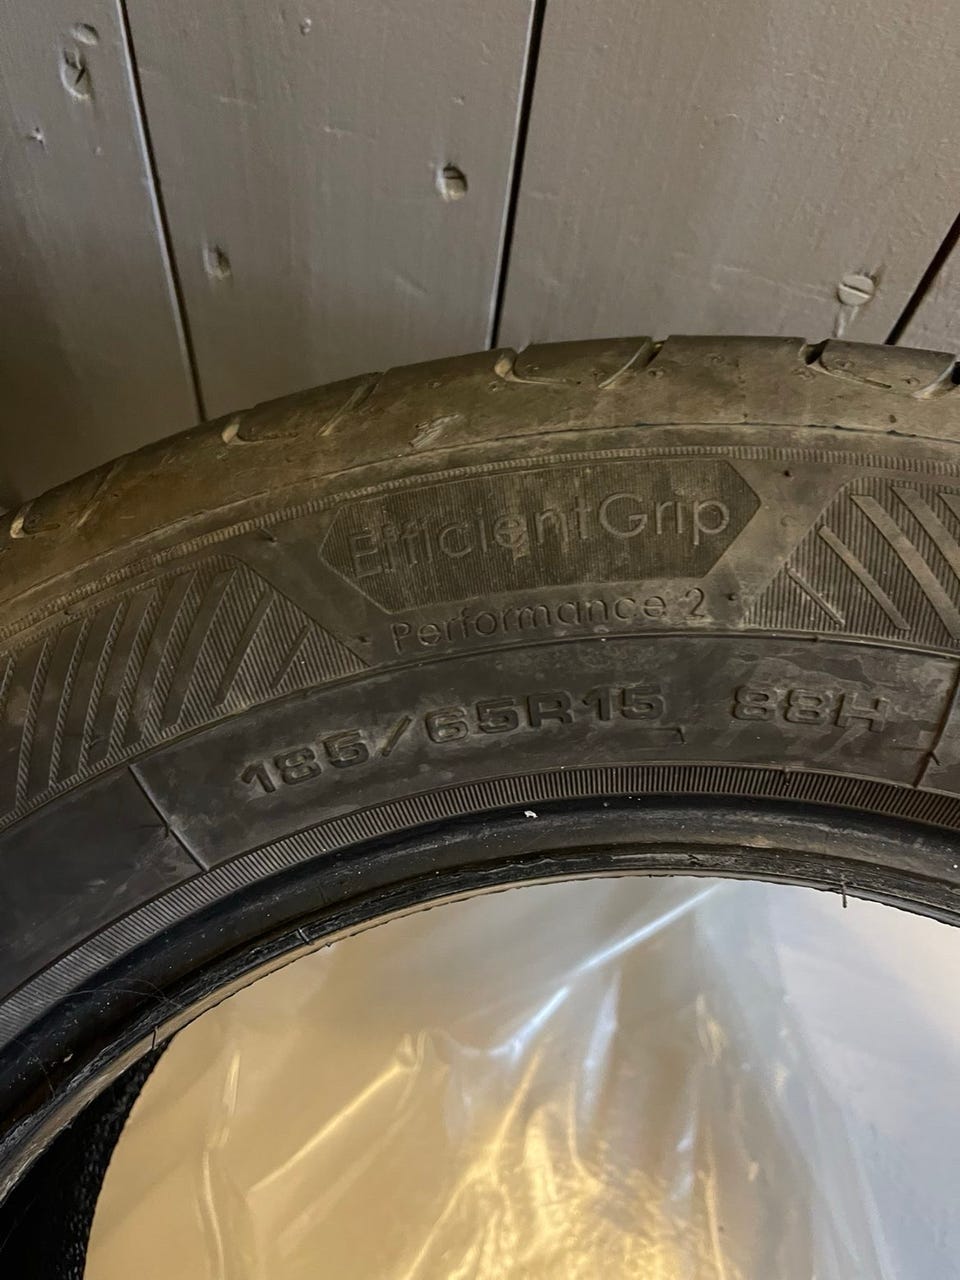 EfficientGrip
Performance 2
185/65R15 88H